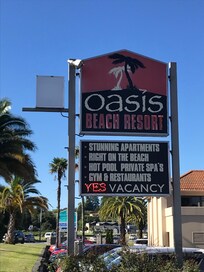 OASIS
BEACH RESORT
• STUNNING APARTMENTS
• RIGHT ON THE BEACH
• HOT POOL PRIVATE SPA'S
• GYM & RESTAURANTS
YES VACANCY